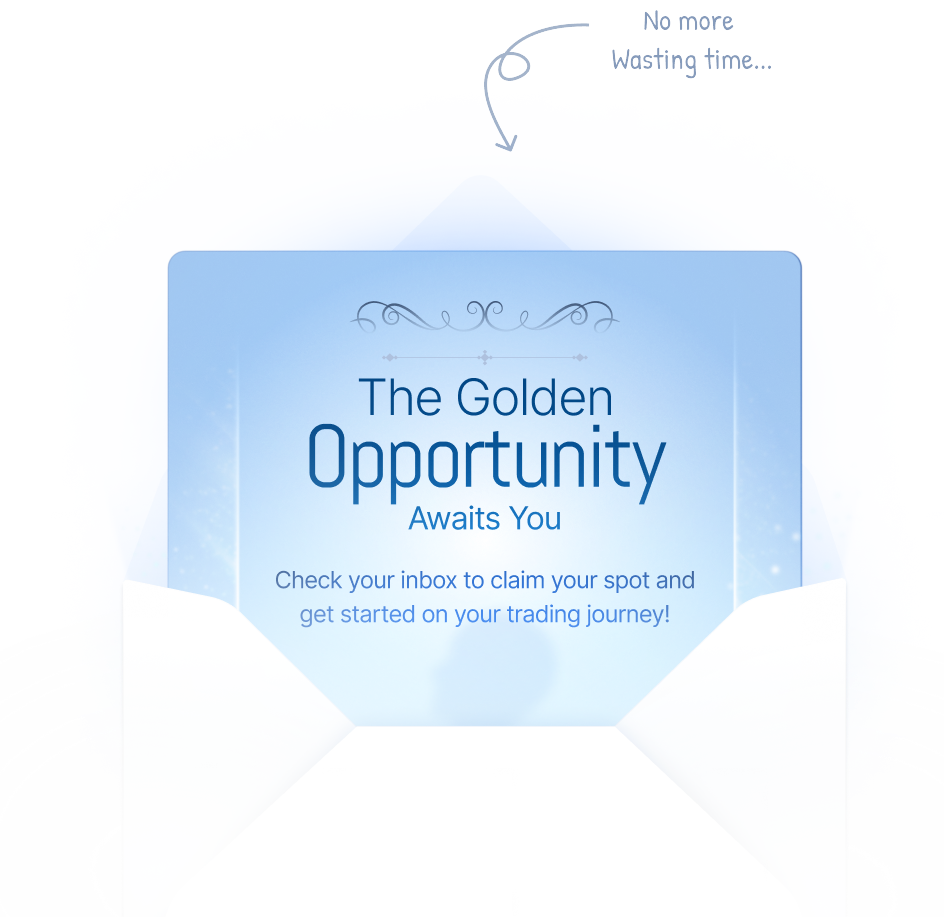 No more
Wasting time...
The Golden
Opportunity
Awaits You
Check your inbox to claim your spot and
get started on your trading journey!